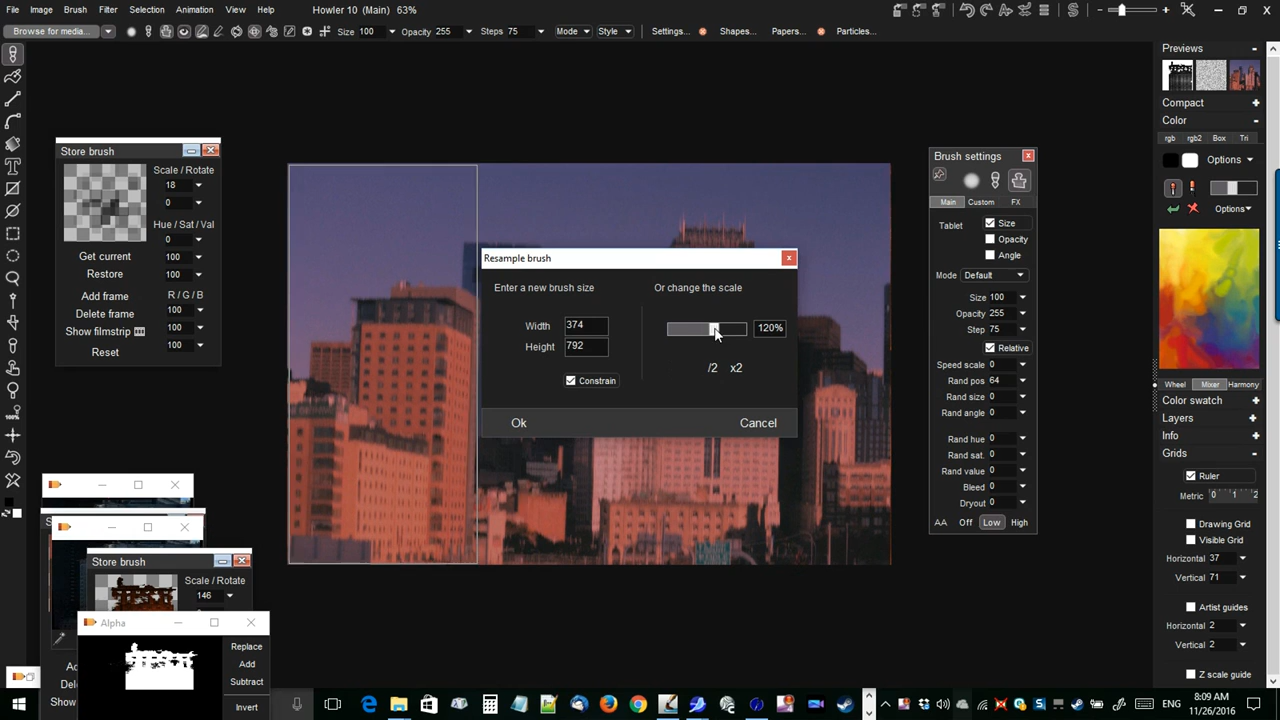 File Image Brush Filter Selection Animation View Help Howler 10 (Main) 63%
Browse for media... Size 100 Opacity 255 Steps 75 Mode Style Settings... Shapes... Papers... Particles...
Store brush
Scale / Rotate
18
0
Hue / Sat / Val
0
Get current 100
Restore 100
Add frame R / G / B
Delete frame 100
Show filmstrip 100
Reset 100
Resample brush
Enter a new brush size Or change the scale
Width 374 120%
Height 792
/2 x2
Constrain
Ok Cancel
Brush settings
Main Custom FX
Tablet Size
Opacity
Angle
Mode Default
Size 100
Opacity 255
Step 75
Relative
Speed scale 0
Rand pos 64
Rand size 0
Rand angle 0
Rand hue 0
Rand sat. 0
Rand value 0
Bleed 0
Dryout 0
AA Off Low High
Previews
Compact
Color
rgb rgb2 Box Tri
Options
Options
Wheel Mixer Harmony
Color swatch
Layers
Info
Grids
Ruler
Metric 0 1 2
Drawing Grid
Visible Grid
Horizontal 37
Vertical 71
Artist guides
Horizontal 2
Vertical 2
Z scale guide
100%
Store brush
Scale / Rotate
146
Alpha
Replace
Add
Subtract
Invert
Ad
Del
Show
ENG
8:09 AM
11/26/2016